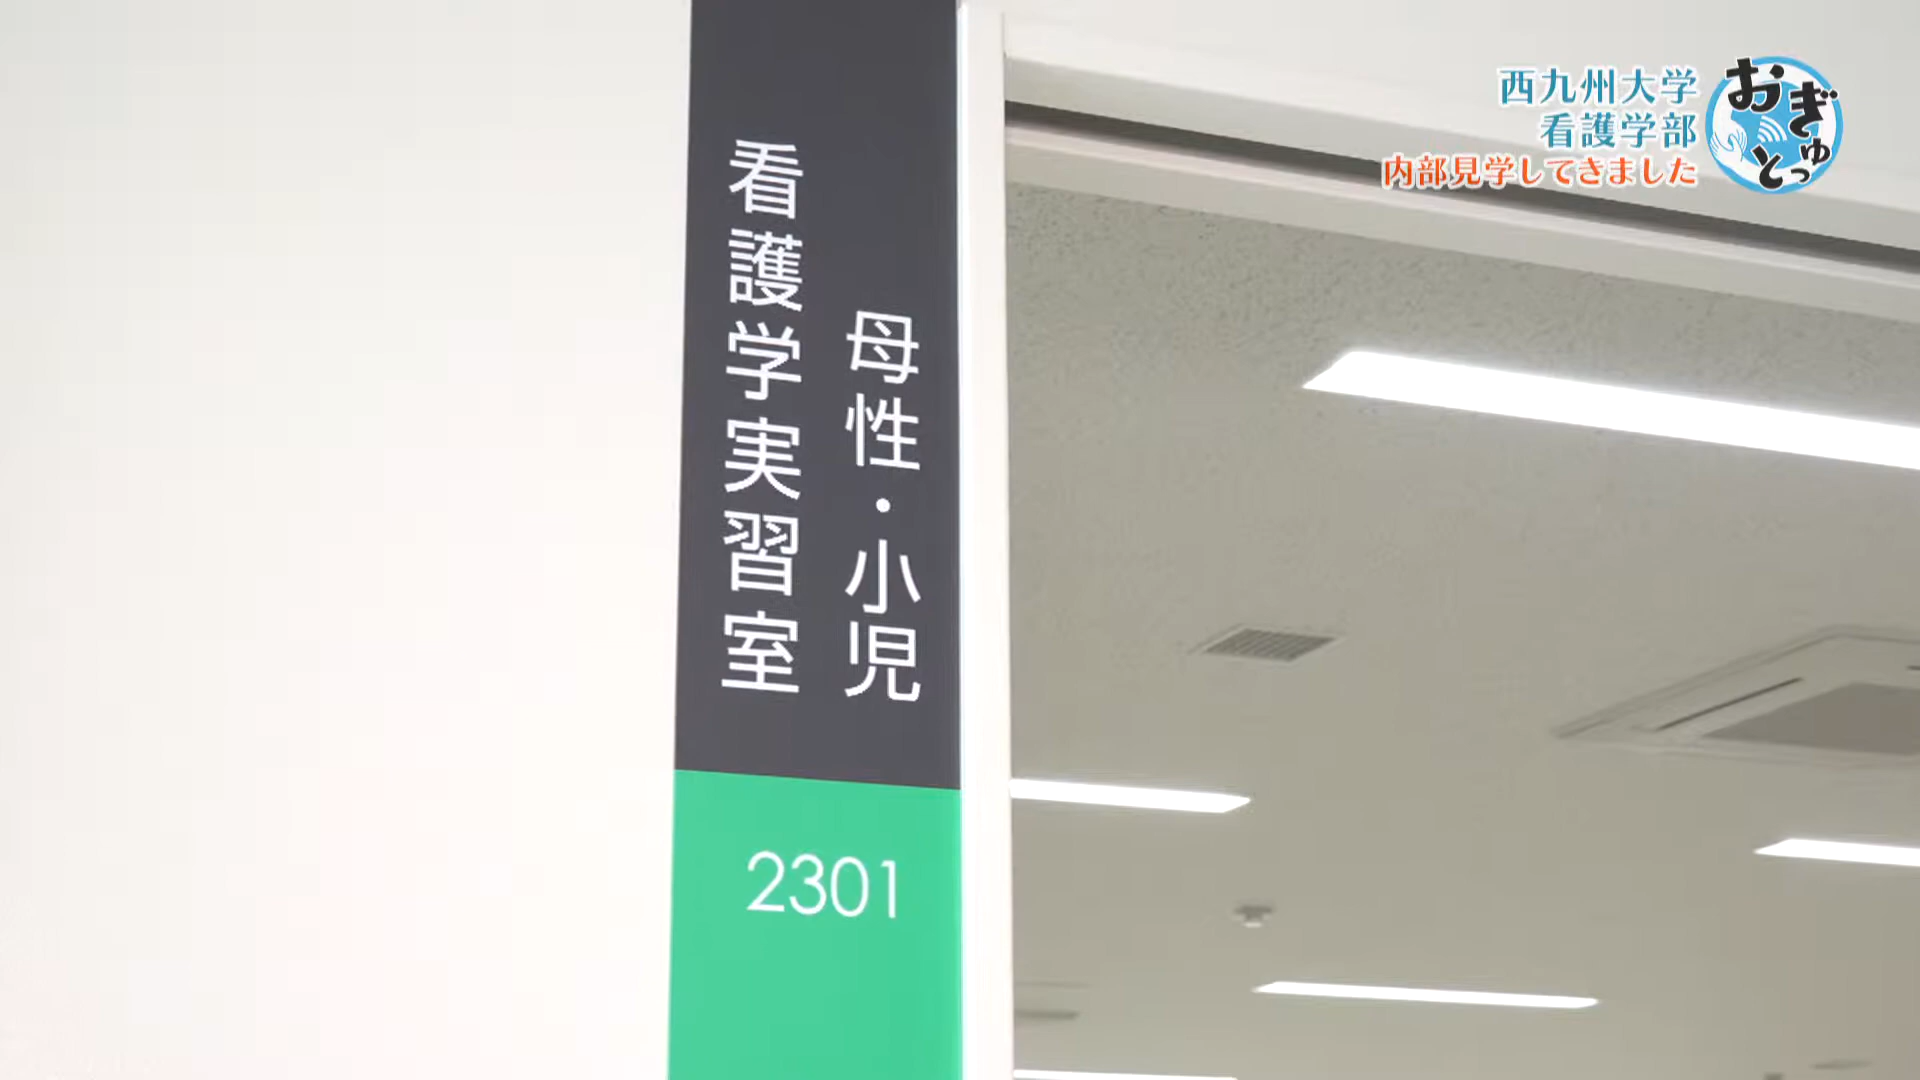 母性・小児
看護学実習室
2301
西九州大学
看護学部
内部見学してきました
おぎゅっと